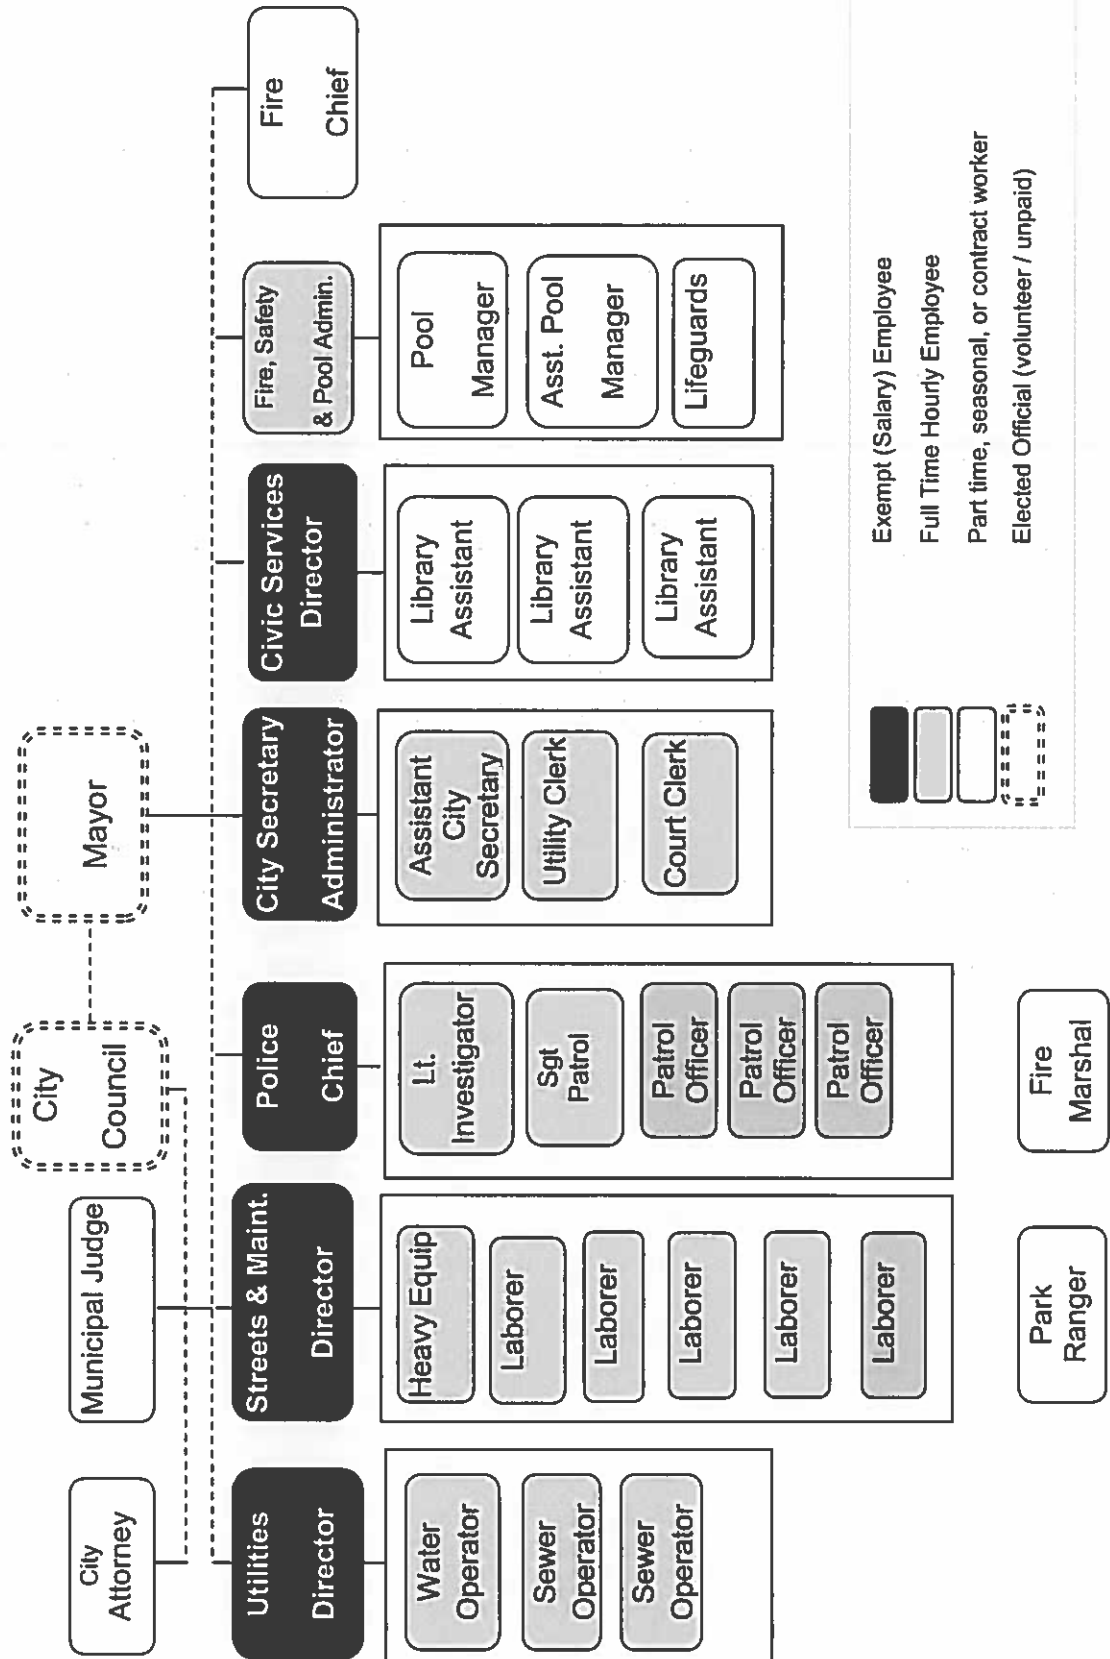 City
Attorney
Municipal Judge
City
Council
Mayor
Utilities
Director
Streets & Maint.
Director
Police
Chief
City Secretary
Administrator
Civic Services
Director
Fire, Safety
& Pool Admin.
Fire
Chief
Water
Operator
Sewer
Operator
Sewer
Operator
Heavy Equip
Laborer
Laborer
Laborer
Laborer
Laborer
Lt.
Investigator
Sgt
Patrol
Patrol
Officer
Patrol
Officer
Patrol
Officer
Assistant
City
Secretary
Utility Clerk
Court Clerk
Library
Assistant
Library
Assistant
Library
Assistant
Pool
Manager
Asst. Pool
Manager
Lifeguards
Park
Ranger
Fire
Marshal
Exempt (Salary) Employee
Full Time Hourly Employee
Part time, seasonal, or contract worker
Elected Official (volunteer / unpaid)